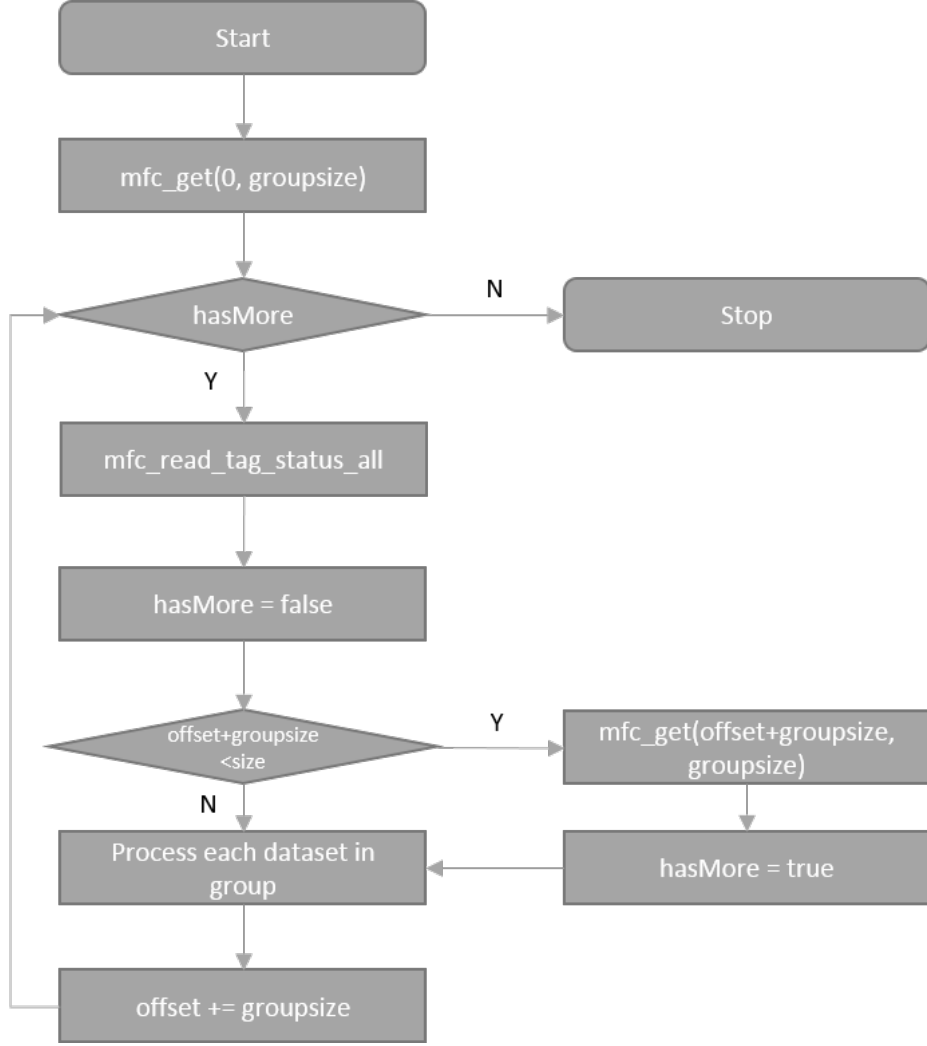 Start
mfc_get(0, groupsize)
hasMore
N
Stop
Y
mfc_read_tag_status_all
hasMore = false
offset+groupsize
<size
Y
mfc_get(offset+groupsize,
groupsize)
N
Process each dataset in
group
hasMore = true
offset += groupsize